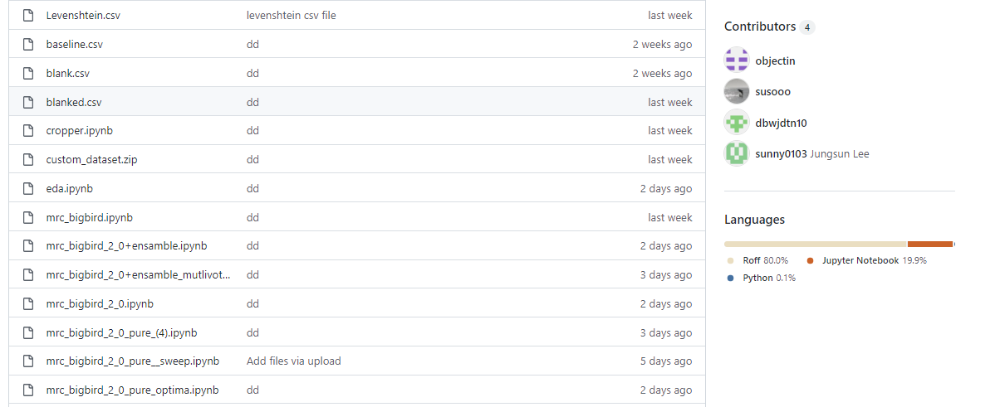 Levenshtein.csv levenshtein csv file last week
baseline.csv dd 2 weeks ago
blank.csv dd 2 weeks ago
blanked.csv dd last week
cropper.ipynb dd last week
custom_dataset.zip dd last week
eda.ipynb dd 2 days ago
mrc_bigbird.ipynb dd last week
mrc_bigbird_2_0+ensamble.ipynb dd 2 days ago
mrc_bigbird_2_0+ensamble_mutlivot... dd 3 days ago
mrc_bigbird_2_0.ipynb dd 2 days ago
mrc_bigbird_2_0_pure_(4).ipynb dd 3 days ago
mrc_bigbird_2_0_pure__sweep.ipynb Add files via upload 5 days ago
mrc_bigbird_2_0_pure_optima.ipynb dd 2 days ago
Contributors 4
objectin
susooo
dbwjdtn10
sunny0103 Jungsun Lee
Languages
Roff 80.0% Jupyter Notebook 19.9%
Python 0.1%